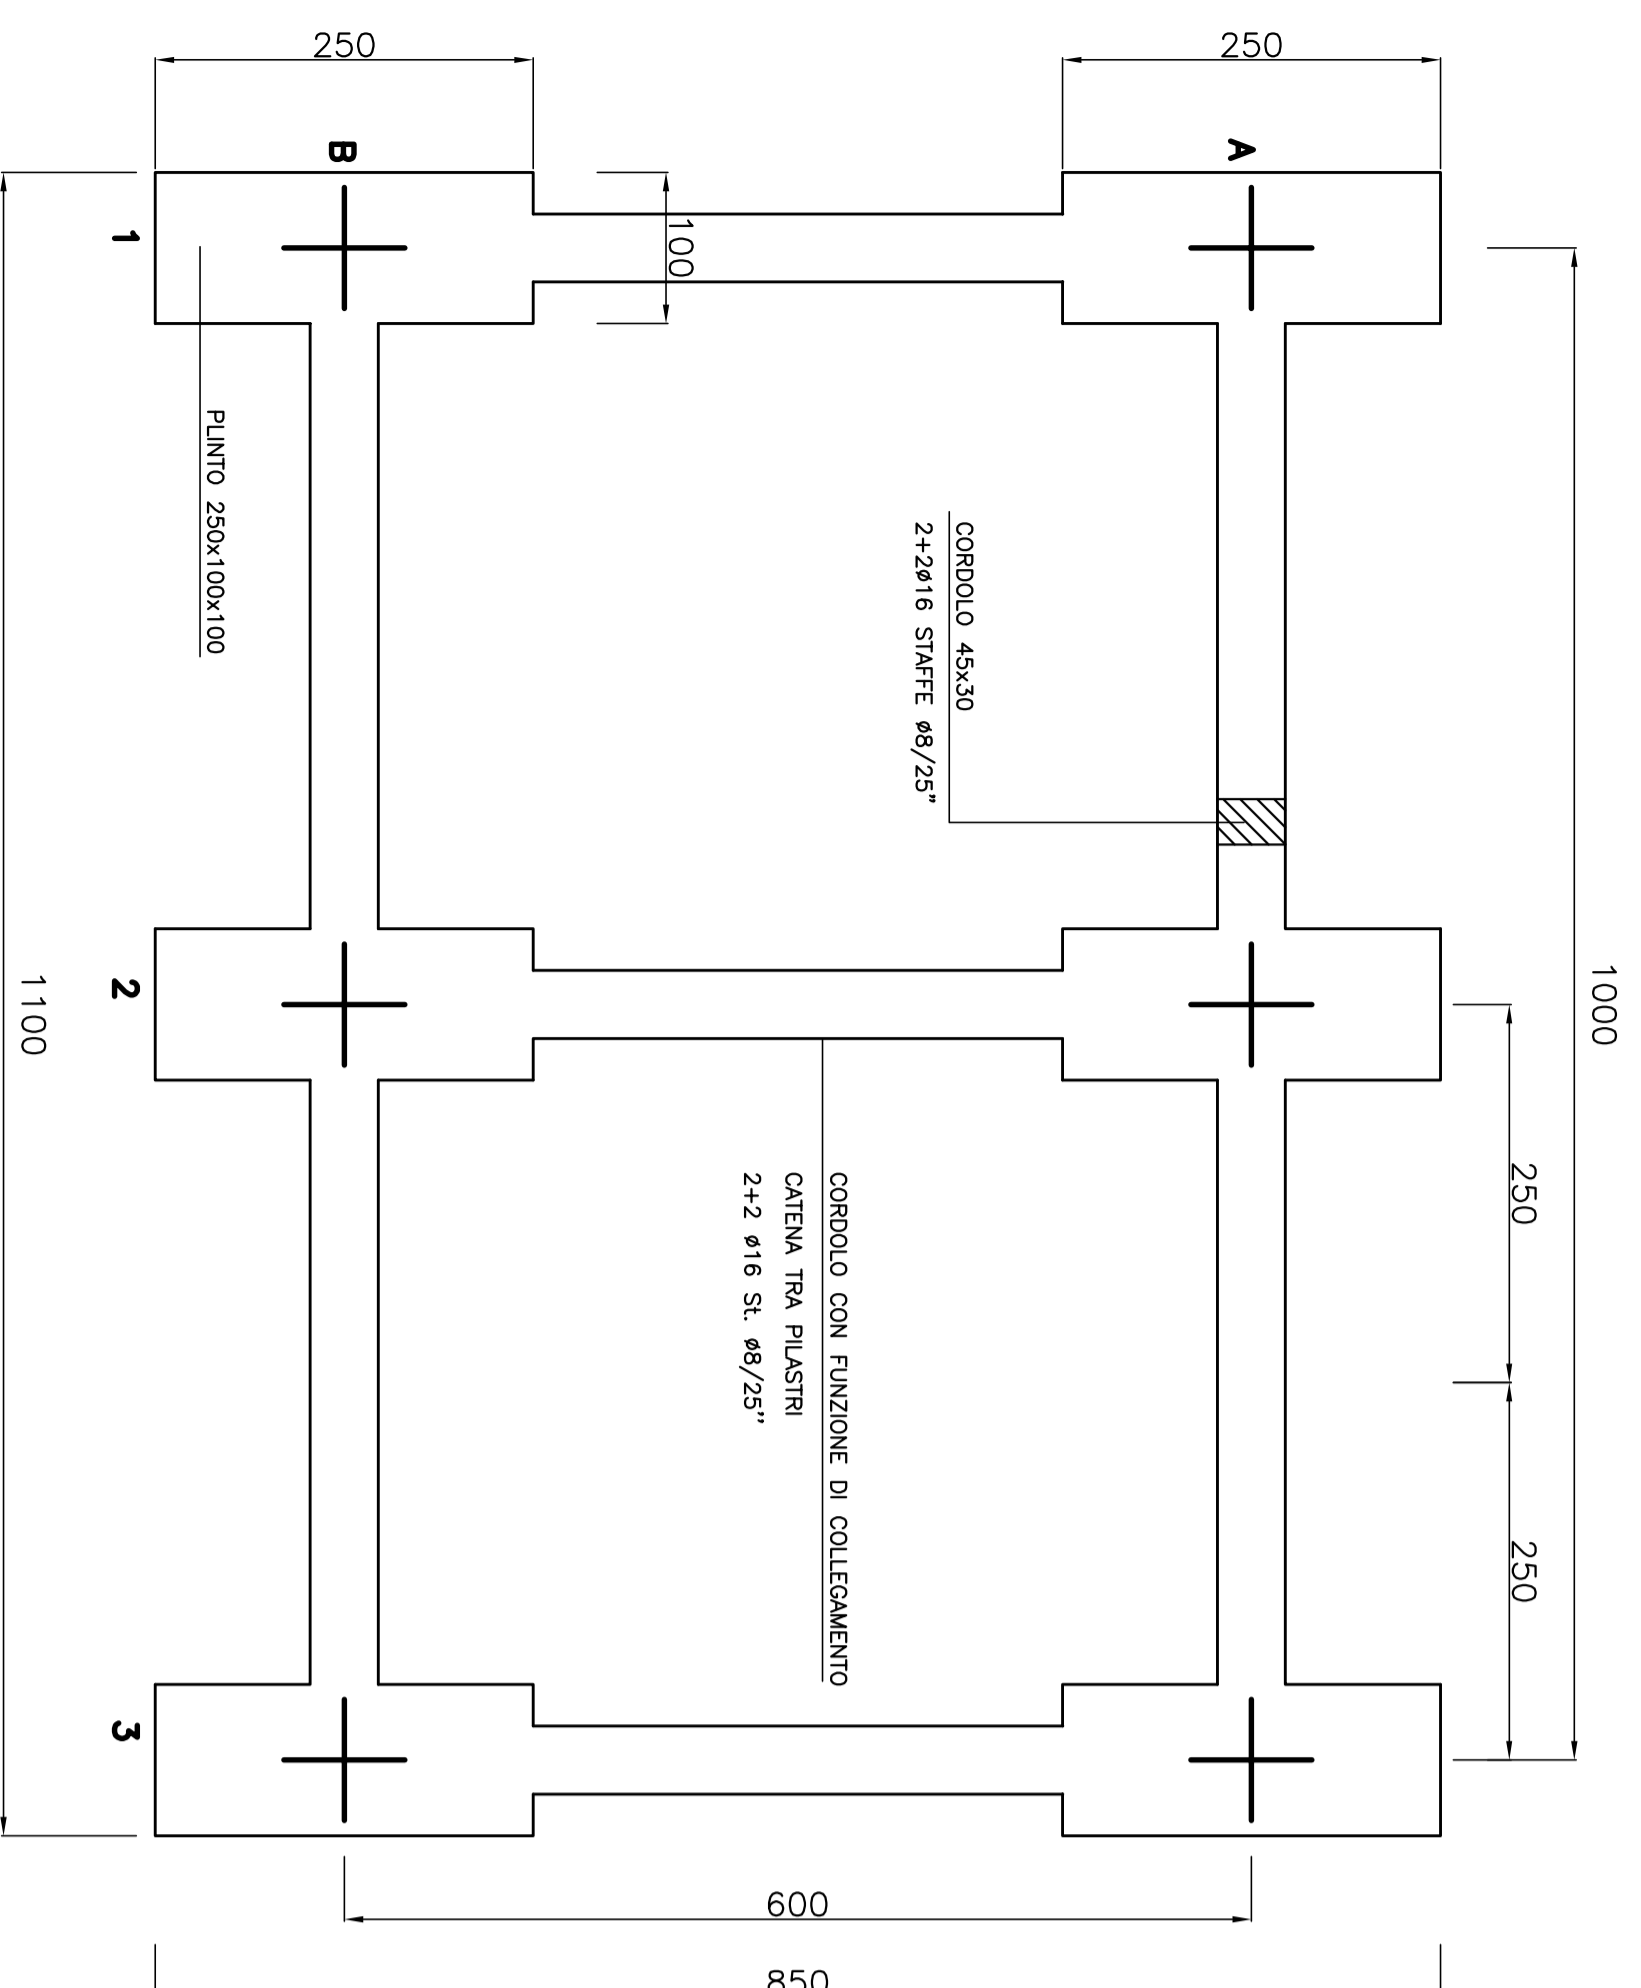 250
250
B
A
1
100
PLINTO 250x100x100
CORDOLO 45x30
2+2ø16 STAFFE ø8/25"
1000
2
1100
250
CORDOLO CON FUNZIONE DI COLLEGAMENTO
CATENA TRA PILASTRI
2+2 ø16 St. ø8/25"
250
3
600
850